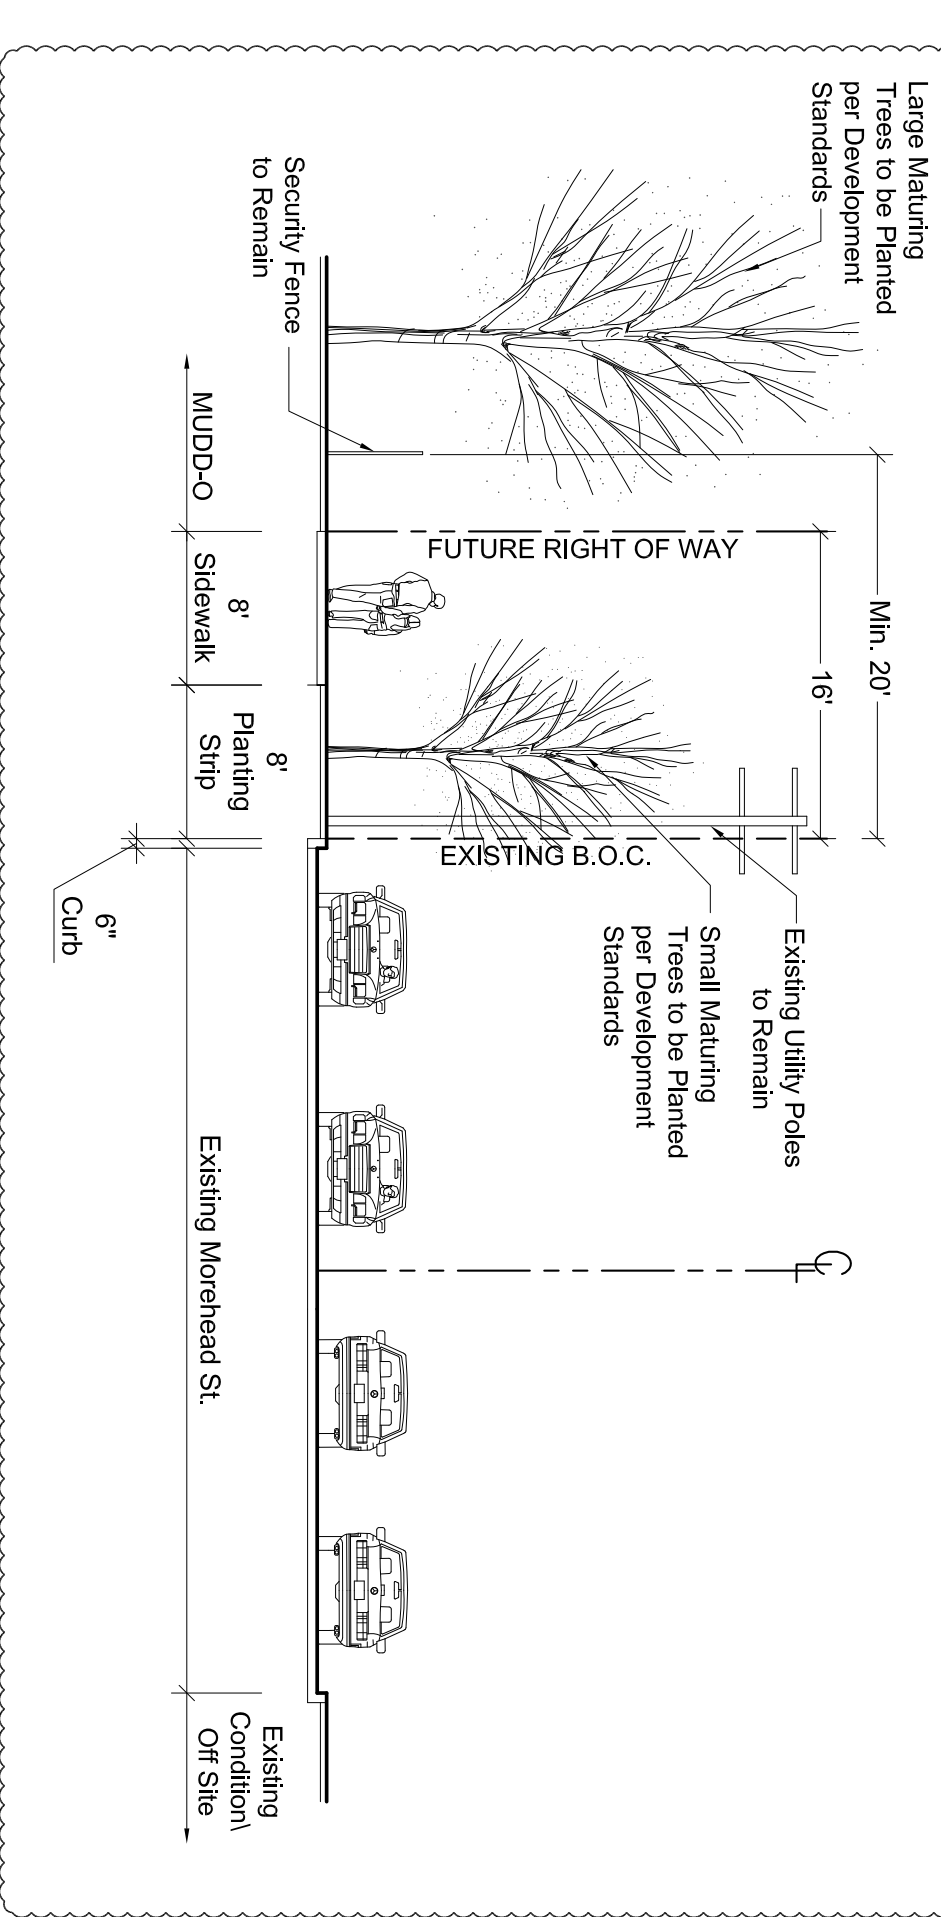 Large Maturing
Trees to be Planted
per Development
Standards
Min. 20'
16'
Existing Utility Poles
to Remain
Small Maturing
Trees to be Planted
per Development
Standards
CL
FUTURE RIGHT OF WAY
EXISTING B.O.C.
Security Fence
to Remain
MUDD-O
8'
Sidewalk
8'
Planting
Strip
6"
Curb
Existing Morehead St.
Existing
Condition\
Off Site